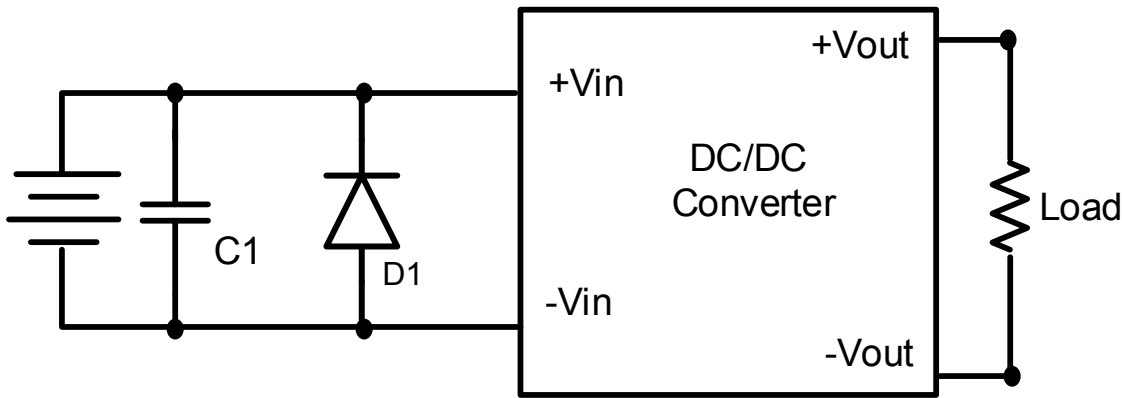 +Vout
+Vin
DC/DC
Converter
Load
C1
D1
-Vin
-Vout